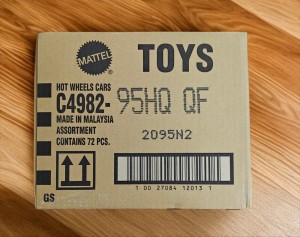 MATTEL
TOYS
HOT WHEELS CARS
C4982-95HQ QF
MADE IN MALAYSIA
ASSORTMENT
CONTAINS 72 PCS.
2095N2
1 00 27084 12013 1
GS